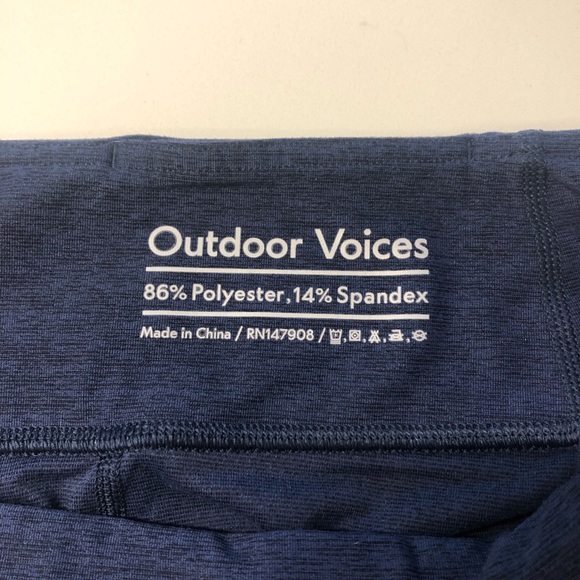 Outdoor Voices
86% Polyester, 14% Spandex
Made in China / RN147908 /